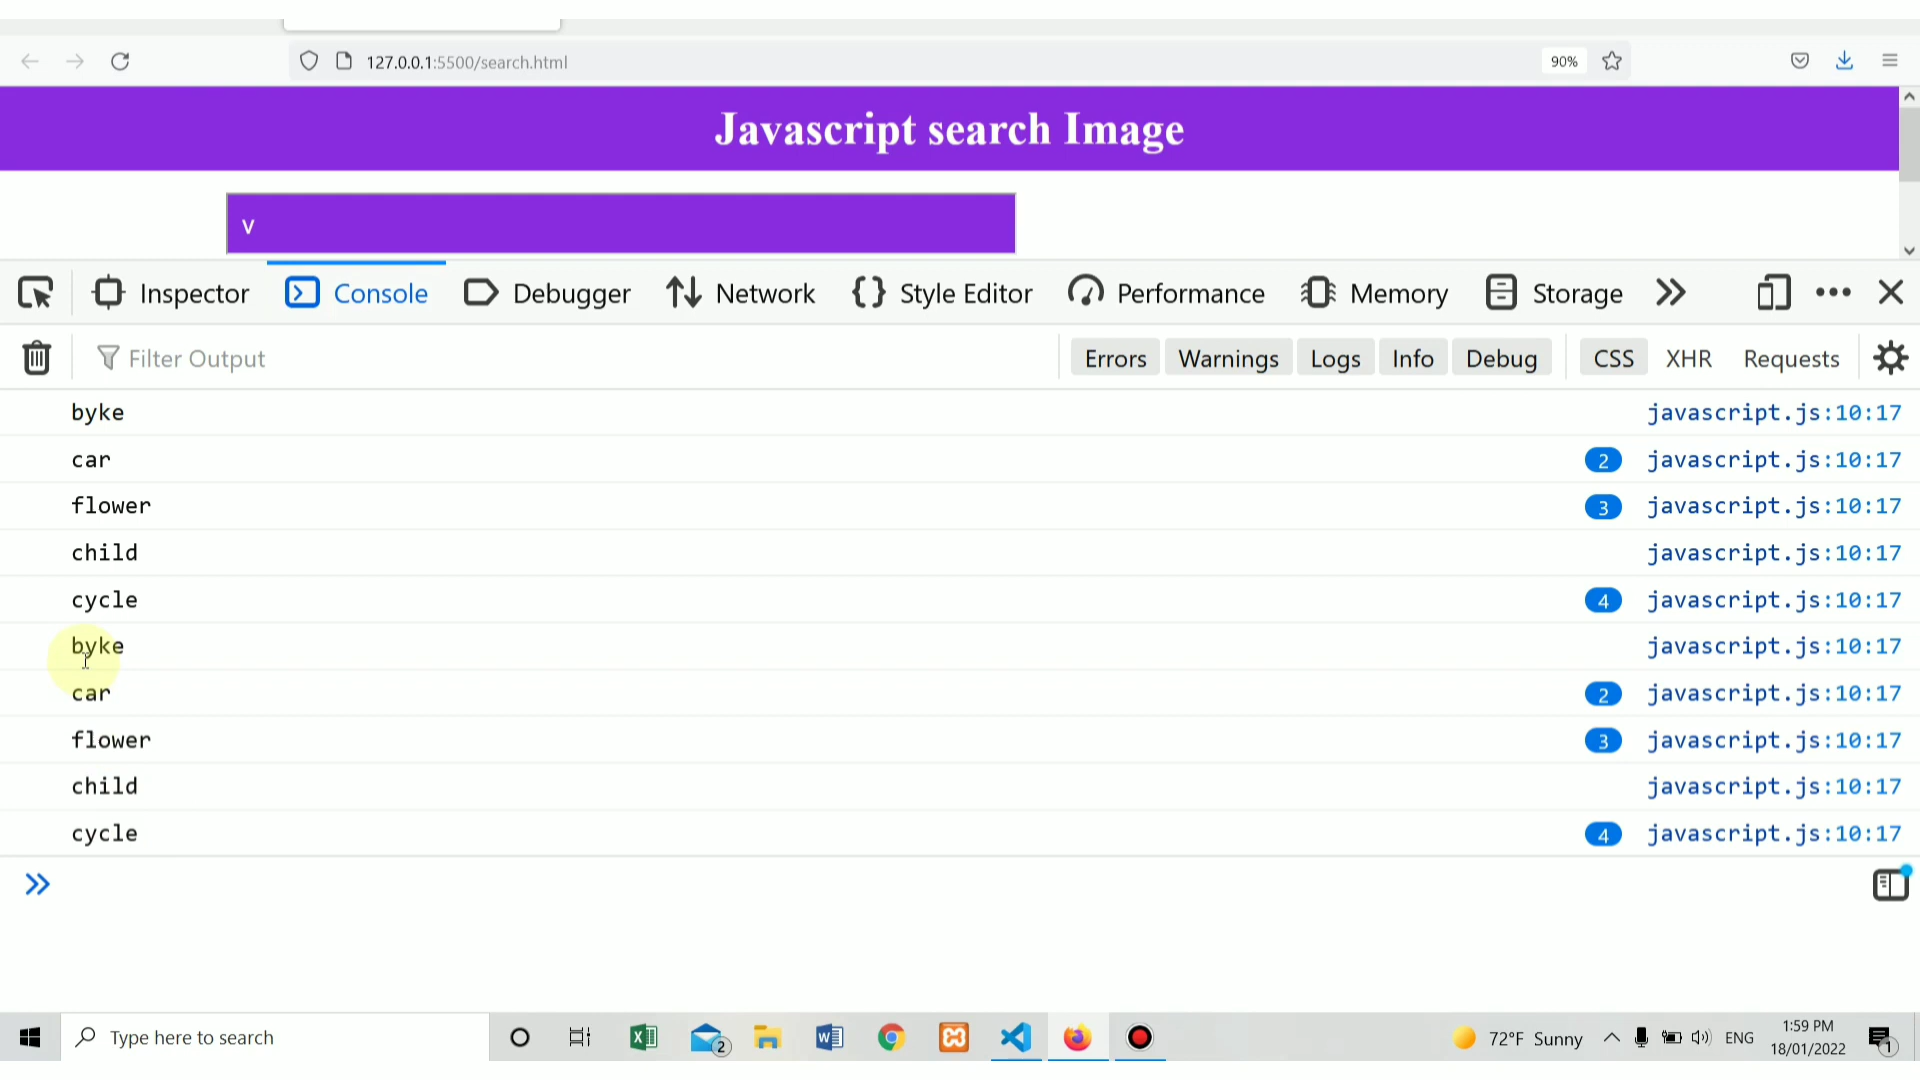 127.0.0.1:5500/search.html
90%
Javascript search Image
v
Inspector Console Debugger Network Style Editor Performance Memory Storage
Filter Output Errors Warnings Logs Info Debug CSS XHR Requests
byke javascript.js:10:17
car 2 javascript.js:10:17
flower 3 javascript.js:10:17
child javascript.js:10:17
cycle 4 javascript.js:10:17
byke javascript.js:10:17
car 2 javascript.js:10:17
flower 3 javascript.js:10:17
child javascript.js:10:17
cycle 4 javascript.js:10:17
Type here to search 2 72°F Sunny ENG 1:59 PM
18/01/2022 1